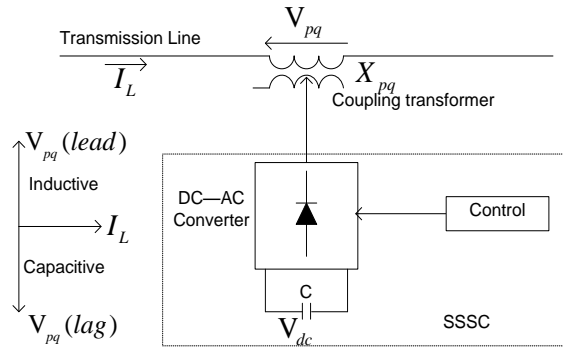 V_pq
Transmission Line
I_L
X_pq
Coupling transformer
V_pq (lead)
Inductive
I_L
Capacitive
V_pq (lag)
DC—AC
Converter
Control
C
V_dc
SSSC